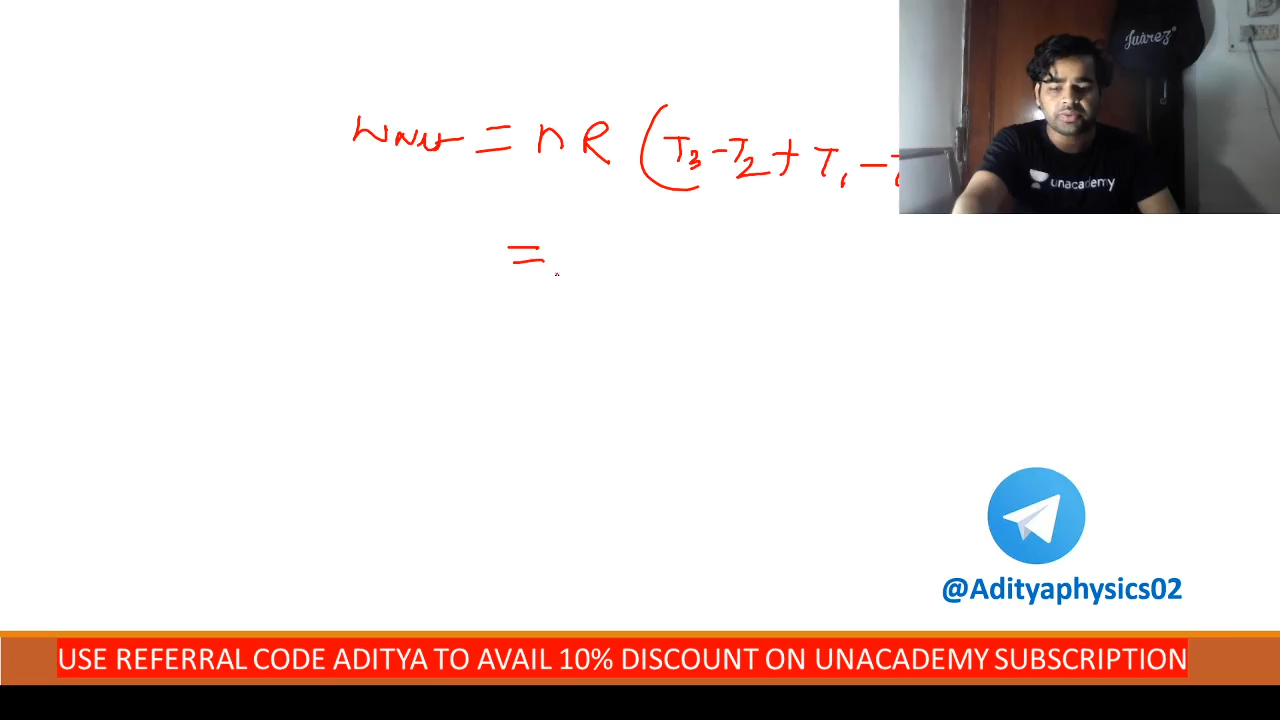 Juarez
unacademy
WNet = nR (T3 - T2 + T1 -
=
@Adityaphysics02
USE REFERRAL CODE ADITYA TO AVAIL 10% DISCOUNT ON UNACADEMY SUBSCRIPTION